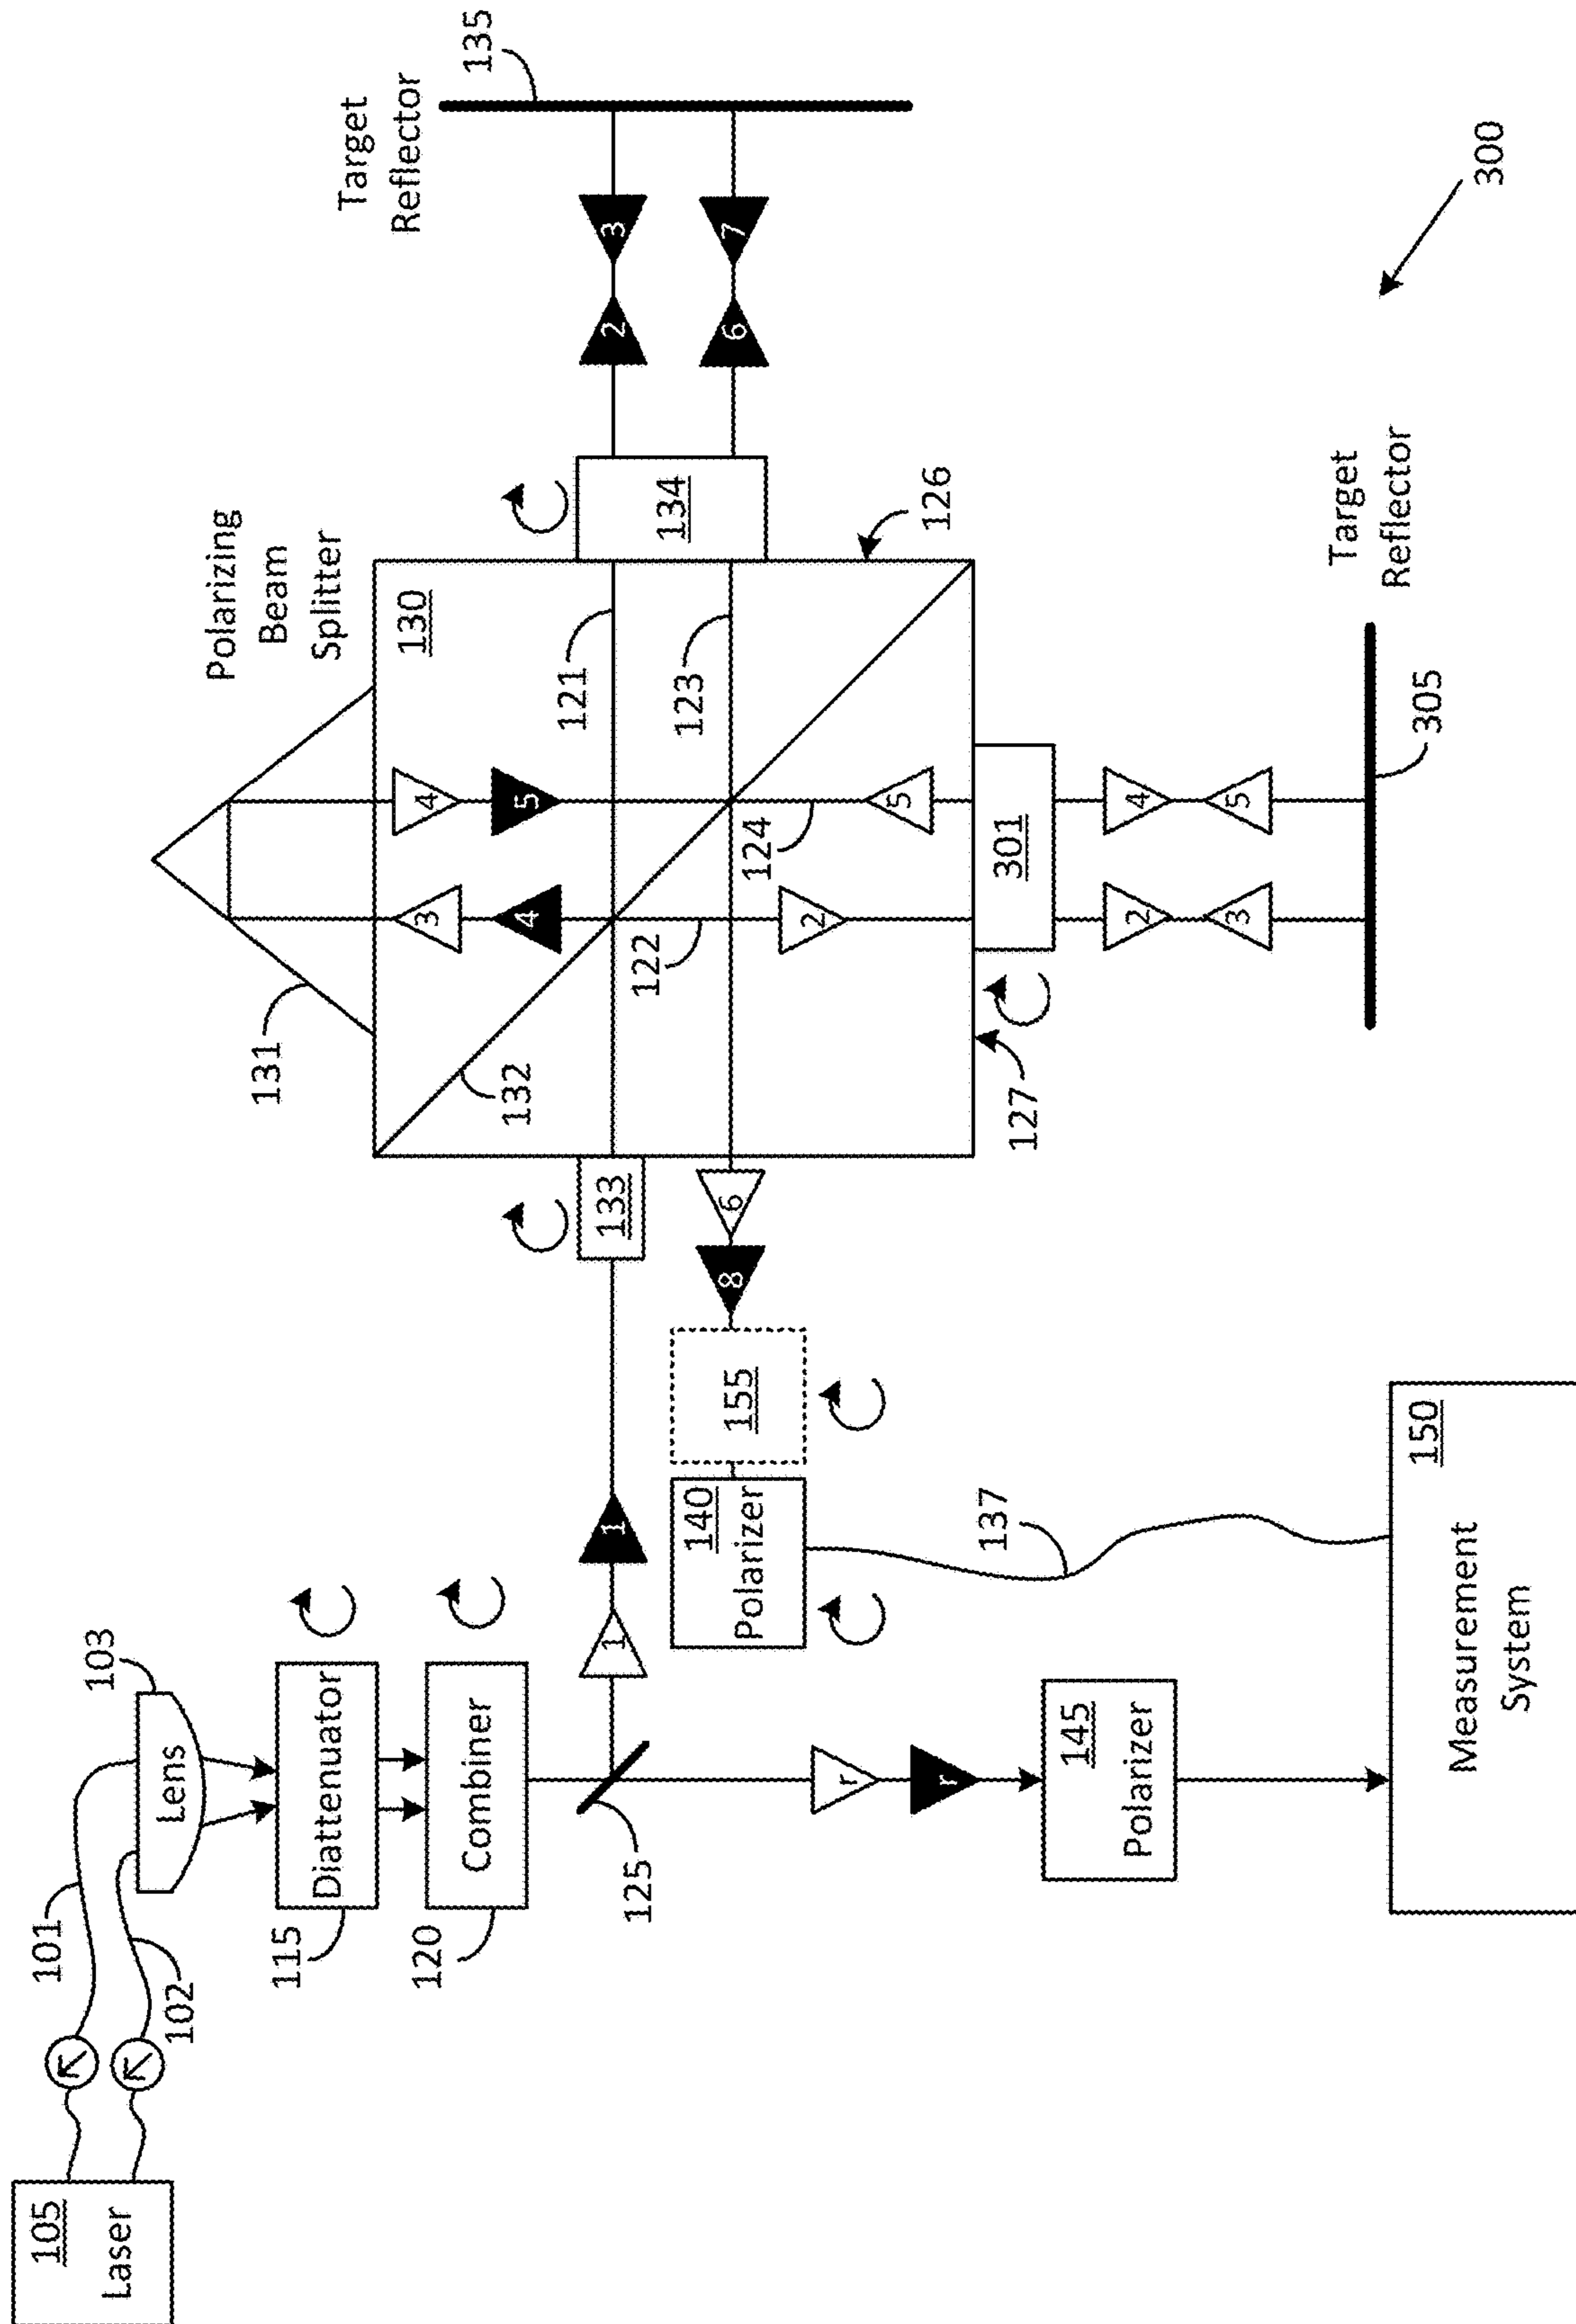 105
Laser
101
102
103
Lens
115
Diattenuator
120
Combiner
125
r
r
145
Polarizer
150
Measurement
System
137
140
Polarizer
155
1
1
8
6
133
131
132
Polarizing
Beam
Splitter
130
3
4
4
5
121
122
123
124
2
5
134
126
127
301
2
3
4
5
305
Target
Reflector
2
3
6
7
Target
Reflector
135
300